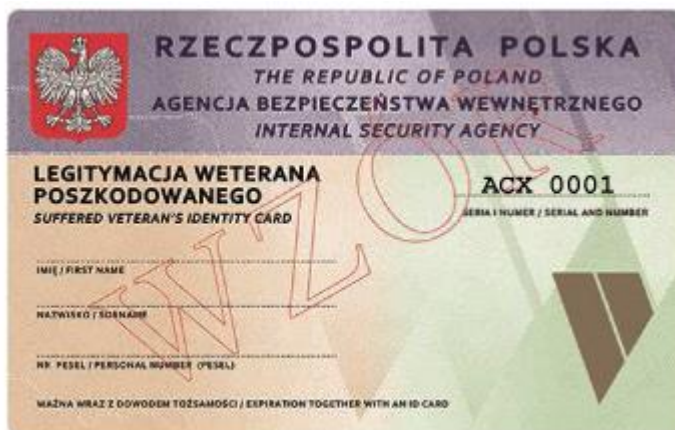 RZECZPOSPOLITA POLSKA
THE REPUBLIC OF POLAND
AGENCJA BEZPIECZEŃSTWA WEWNĘTRZNEGO
INTERNAL SECURITY AGENCY
LEGITYMACJA WETERANA
POSZKODOWANEGO
SUFFERED VETERAN'S IDENTITY CARD
ACX 0001
SERIA I NUMER / SERIAL AND NUMBER
IMIĘ / FIRST NAME
NAZWISKO / SURNAME
NR PESEL / PERSONAL NUMBER (PESEL)
WAŻNA WRAZ Z DOWODEM TOŻSAMOŚCI / EXPIRATION TOGETHER WITH AN ID CARD
WZÓR